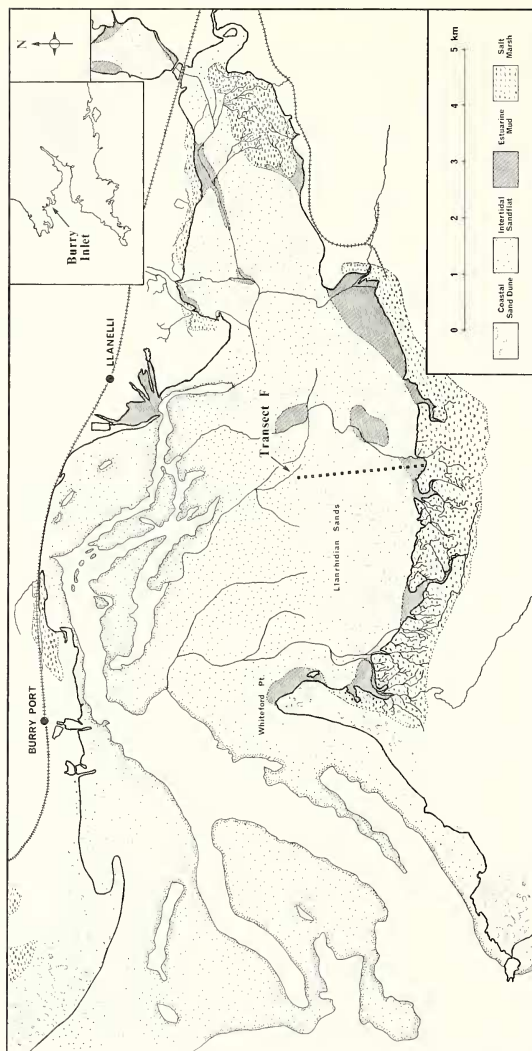 N
Burry
Inlet
BURRY PORT
LLANELLI
Transect F
Llanrhidian Sands
Whiteford Pt.
0 1 2 3 4 5 km
Coastal
Sand Dune
Intertidal
Sandflat
Estuarine
Mud
Salt
Marsh